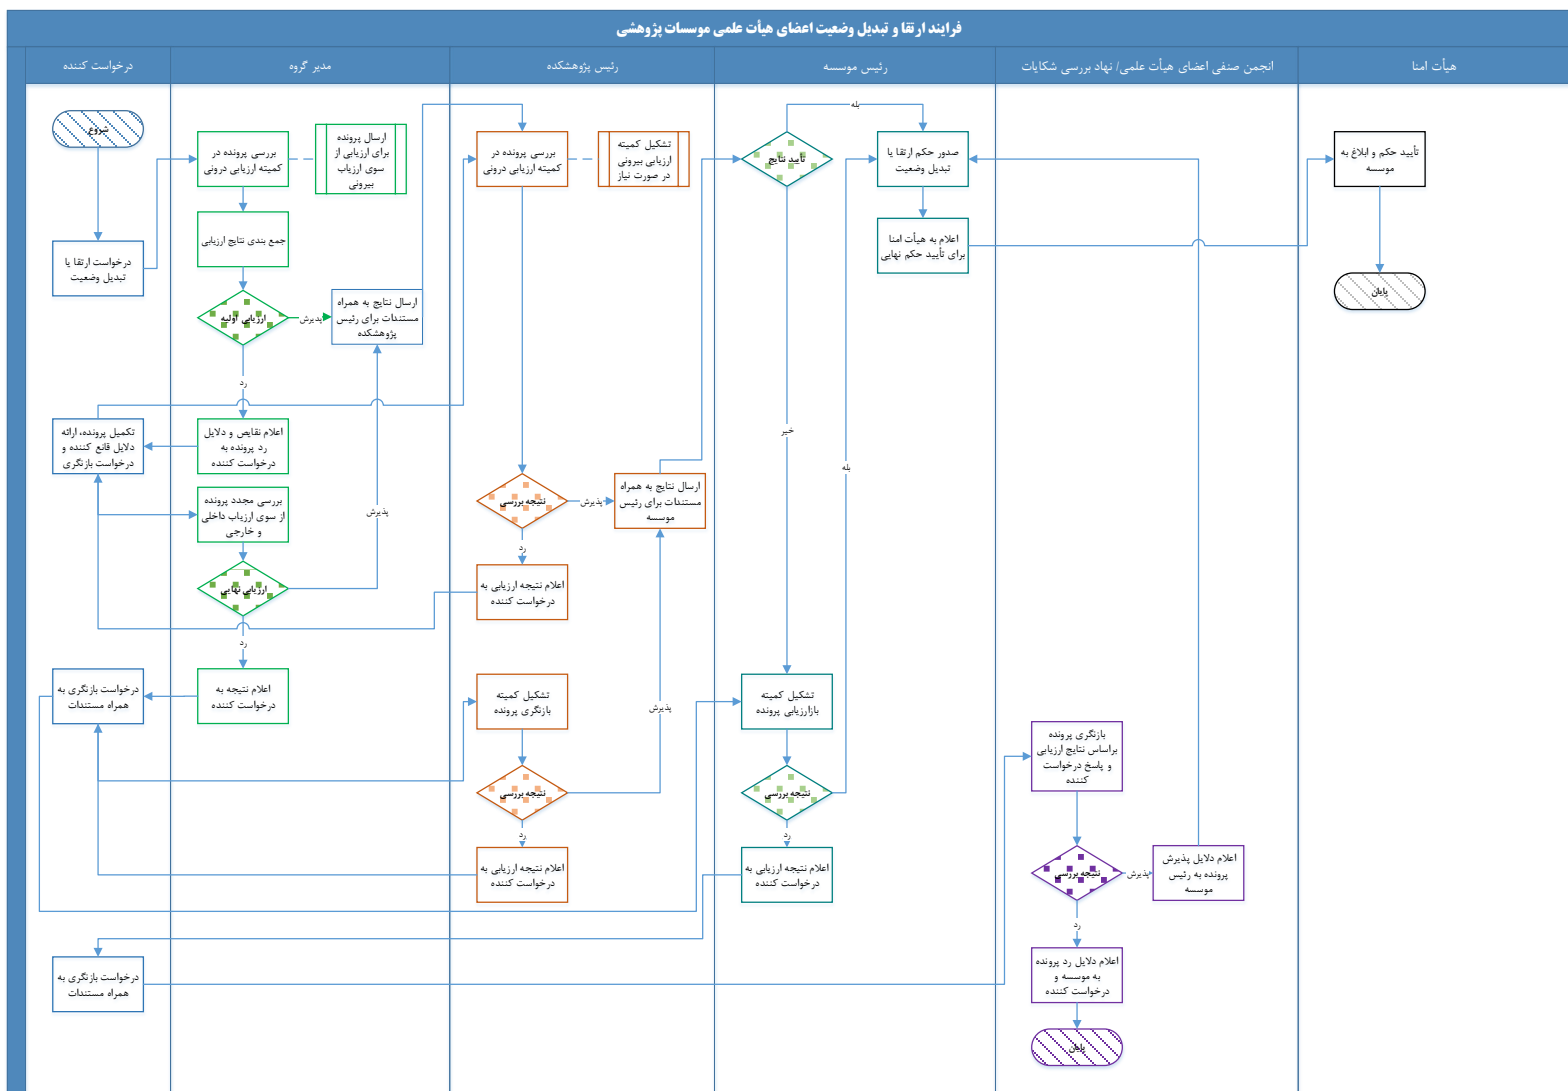 فرایند ارتقا و تبدیل وضعیت اعضای هیأت علمی موسسات پژوهشی
درخواست کننده
مدیر گروه
رئیس پژوهشکده
رئیس موسسه
انجمن صنفی اعضای هیأت علمی/ نهاد بررسی شکایات
هیأت امنا
شروع
درخواست ارتقا یا
تبدیل وضعیت
تکمیل پرونده، ارائه
دلایل قانع کننده و
درخواست بازنگری
درخواست بازنگری به
همراه مستندات
درخواست بازنگری به
همراه مستندات
بررسی پرونده در
کمیته ارزیابی درونی
ارسال پرونده
برای ارزیابی از
سوی ارزیاب
بیرونی
جمع بندی نتایج ارزیابی
ارزیابی اولیه
پذیرش
ارسال نتایج به همراه
مستندات برای رئیس
پژوهشکده
رد
اعلام نقایص و دلایل
رد پرونده به
درخواست کننده
بررسی مجدد پرونده
از سوی ارزیاب داخلی
و خارجی
پذیرش
ارزیابی نهایی
رد
اعلام نتیجه به
درخواست کننده
بررسی پرونده در
کمیته ارزیابی درونی
تشکیل کمیته
ارزیابی بیرونی
در صورت نیاز
نتیجه بررسی
پذیرش
ارسال نتایج به همراه
مستندات برای رئیس
موسسه
رد
اعلام نتیجه ارزیابی به
درخواست کننده
تشکیل کمیته
بازنگری پرونده
پذیرش
نتیجه بررسی
رد
اعلام نتیجه ارزیابی به
درخواست کننده
بله
تأیید نتایج
صدور حکم ارتقا یا
تبدیل وضعیت
اعلام به هیأت امنا
برای تأیید حکم نهایی
خیر
بله
تشکیل کمیته
بازارزیابی پرونده
نتیجه بررسی
رد
اعلام نتیجه ارزیابی به
درخواست کننده
بازنگری پرونده
براساس نتایج ارزیابی
و پاسخ درخواست
کننده
نتیجه بررسی
پذیرش
اعلام دلایل پذیرش
پرونده به رئیس
موسسه
رد
اعلام دلایل رد پرونده
به موسسه و
درخواست کننده
پایان
تأیید حکم و ابلاغ به
موسسه
پایان